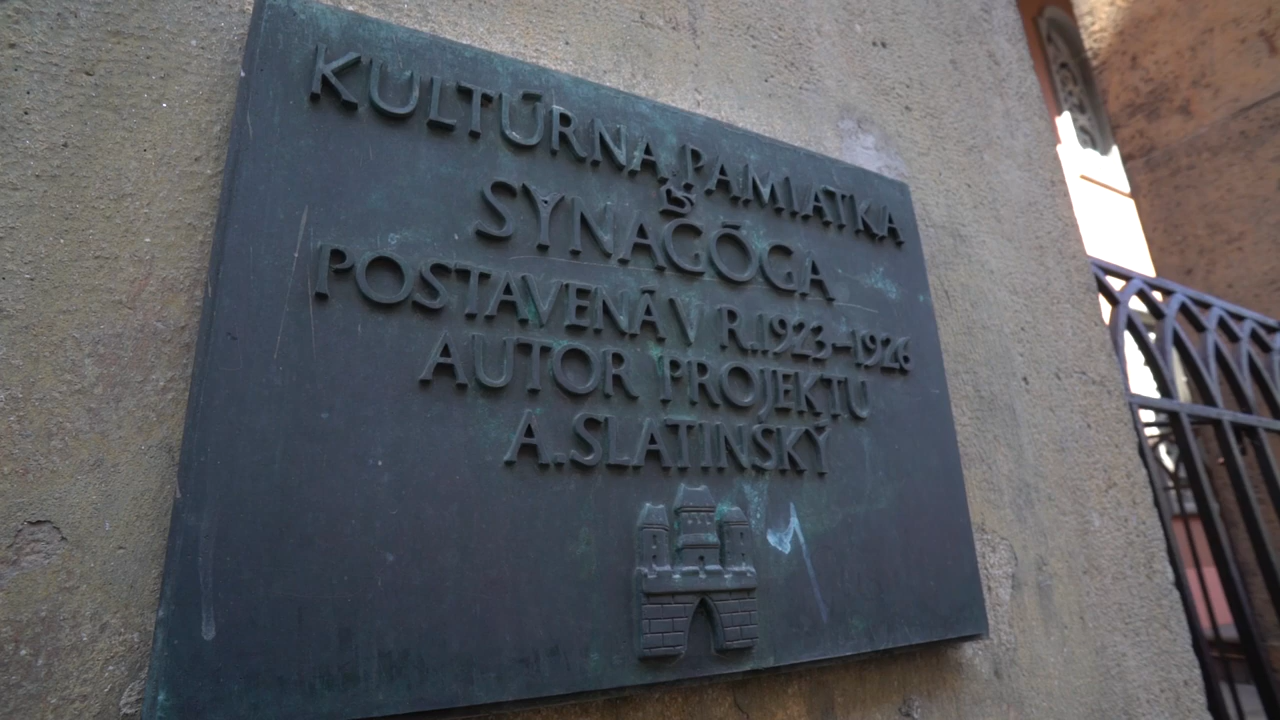 KULTÚRNA PAMIATKA
SYNAGÓGA
POSTAVENÁ V R. 1923-1926
AUTOR PROJEKTU
A. SLATINSKÝ